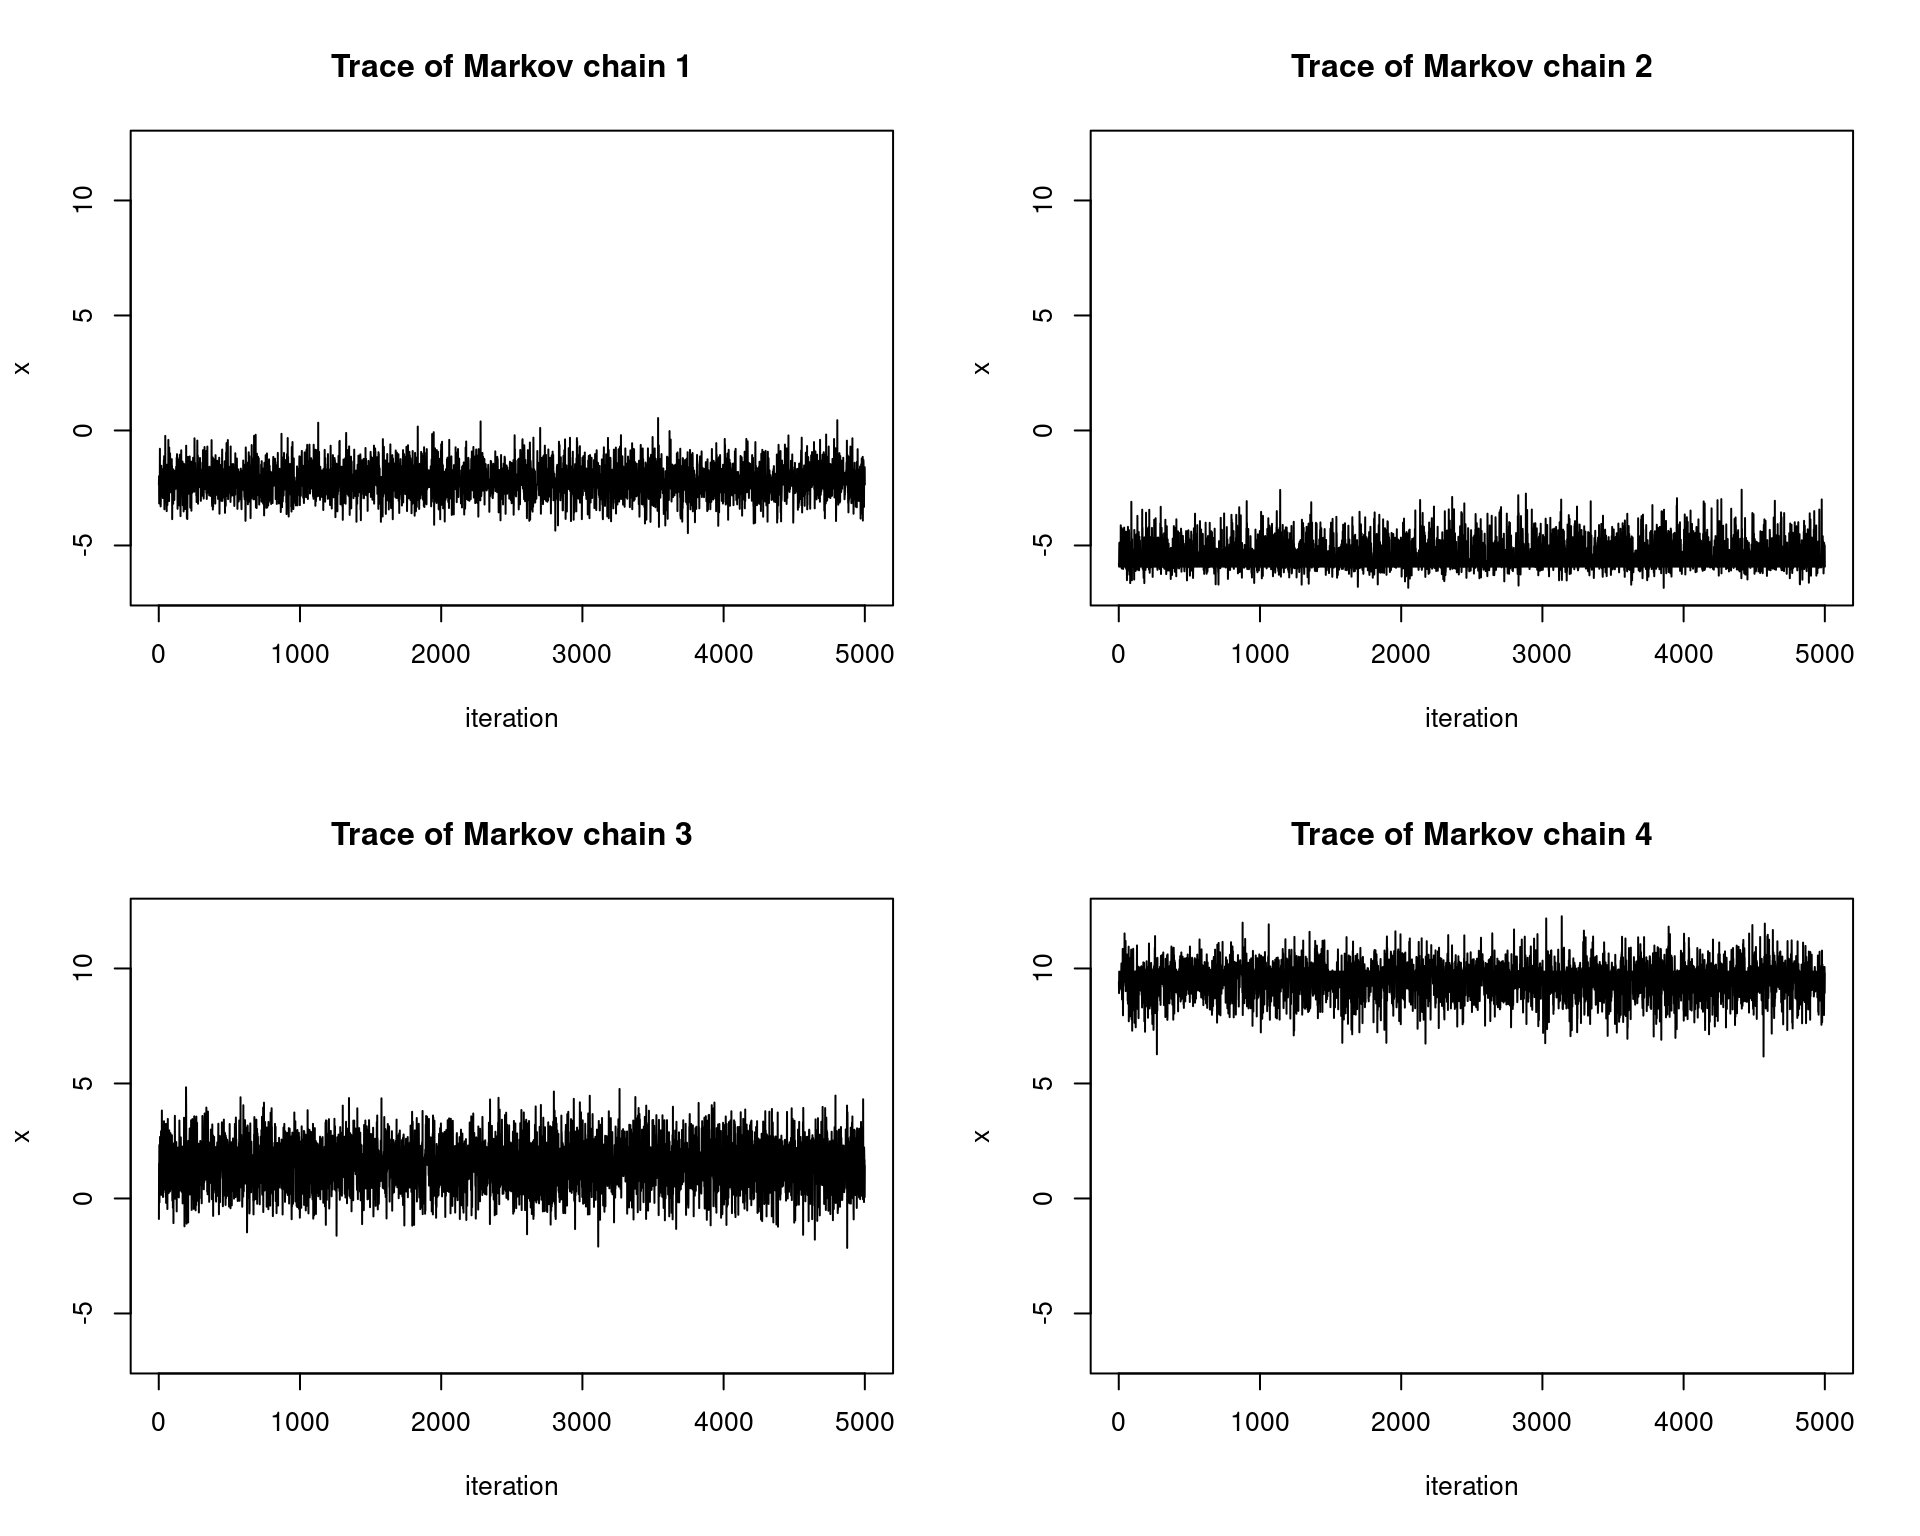 Trace of Markov chain 1
10
5
0
-5
x
0 1000 2000 3000 4000 5000
iteration
Trace of Markov chain 2
10
5
0
-5
x
0 1000 2000 3000 4000 5000
iteration
Trace of Markov chain 3
10
5
0
-5
x
0 1000 2000 3000 4000 5000
iteration
Trace of Markov chain 4
10
5
0
-5
x
0 1000 2000 3000 4000 5000
iteration